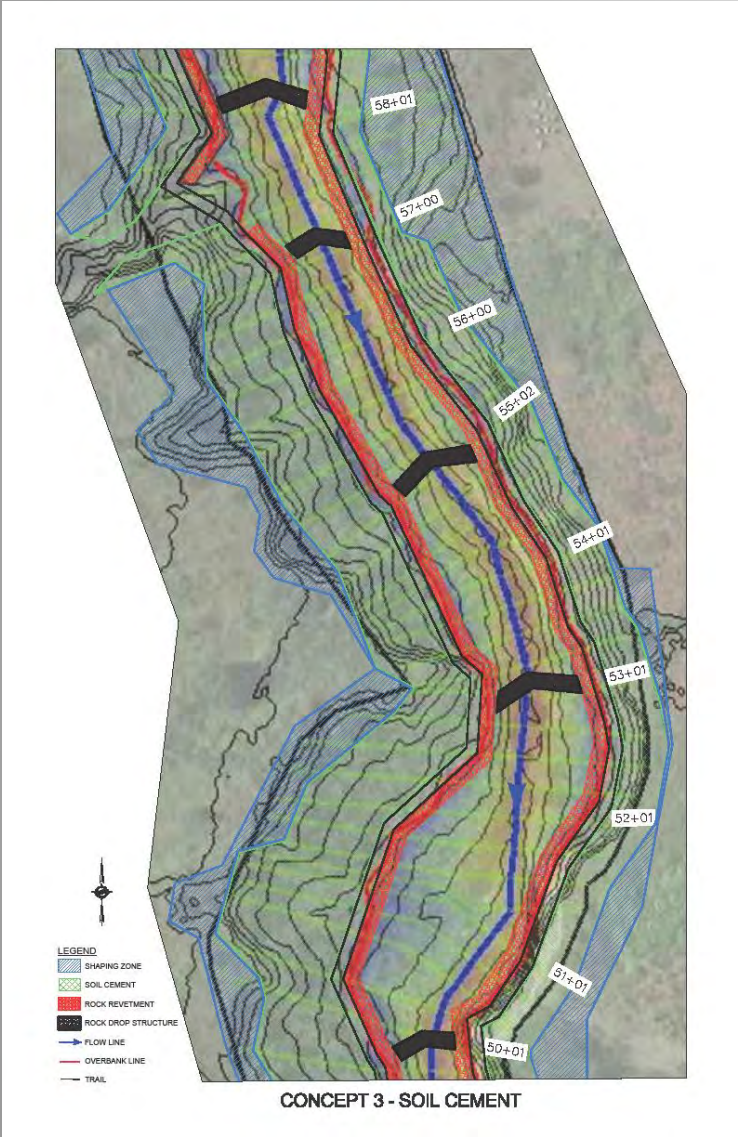 58+01
57+00
56+00
55+02
54+01
53+01
52+01
51+01
50+01
LEGEND
SHAPING ZONE
SOIL CEMENT
ROCK REVETMENT
ROCK DROP STRUCTURE
FLOW LINE
OVERBANK LINE
TRAIL
CONCEPT 3 - SOIL CEMENT